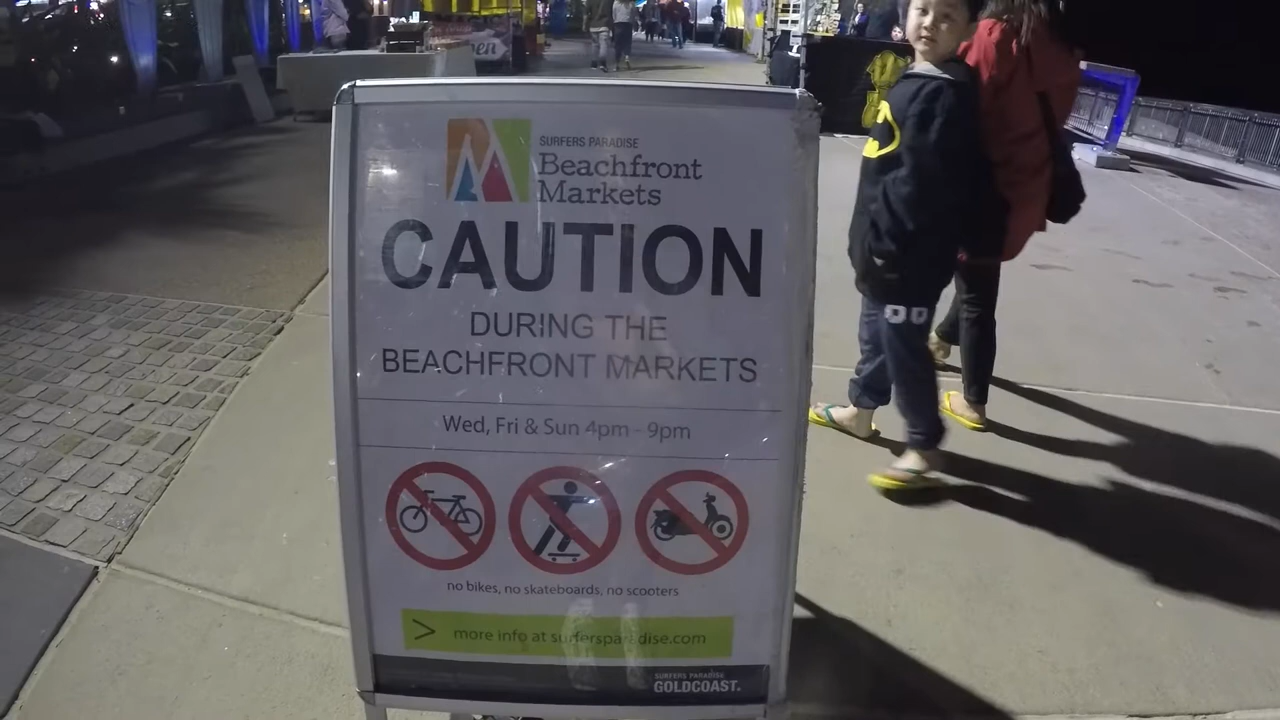 SURFERS PARADISE
Beachfront
Markets
CAUTION
DURING THE
BEACHFRONT MARKETS
Wed, Fri & Sun 4pm - 9pm
no bikes, no skateboards, no scooters
> more info at surfersparadise.com
SURFERS PARADISE
GOLDCOAST.